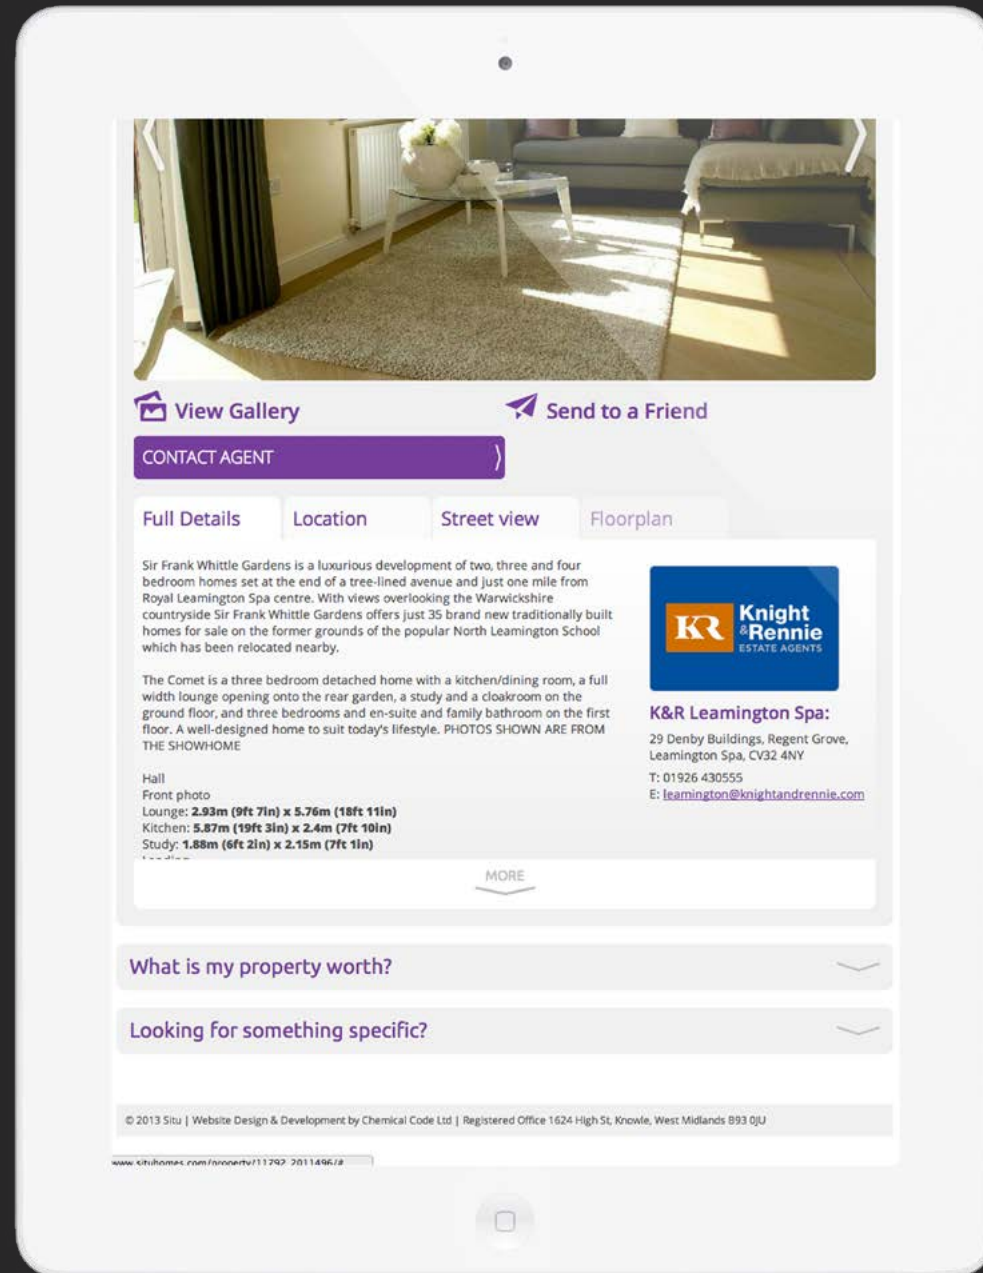 View Gallery
Send to a Friend
CONTACT AGENT
Full Details
Location
Street view
Floorplan
Sir Frank Whittle Gardens is a luxurious development of two, three and four
bedroom homes set at the end of a tree-lined avenue and just one mile from
Royal Leamington Spa centre. With views overlooking the Warwickshire
countryside Sir Frank Whittle Gardens offers just 35 brand new traditionally built
homes for sale on the former grounds of the popular North Leamington School
which has been relocated nearby.
The Comet is a three bedroom detached home with a kitchen/dining room, a full
width lounge opening onto the rear garden, a study and a cloakroom on the
ground floor, and three bedrooms and en-suite and family bathroom on the first
floor. A well-designed home to suit today's lifestyle. PHOTOS SHOWN ARE FROM
THE SHOWHOME
Hall
Front photo
Lounge: 2.93m (9ft 7in) x 5.76m (18ft 11in)
Kitchen: 5.87m (19ft 3in) x 2.4m (7ft 10in)
Study: 1.88m (6ft 2in) x 2.15m (7ft 1in)
KR
Knight
&Rennie
ESTATE AGENTS
K&R Leamington Spa:
29 Denby Buildings, Regent Grove,
Leamington Spa, CV32 4NY
T: 01926 430555
E: leamington@knightandrennie.com
MORE
What is my property worth?
Looking for something specific?
© 2013 Situ | Website Design & Development by Chemical Code Ltd | Registered Office 1624 High St, Knowle, West Midlands B93 0JU
www.situhomes.com/property/11792_2011496/#